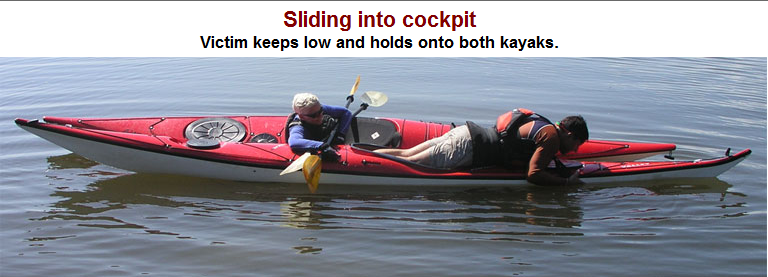 Sliding into cockpit
Victim keeps low and holds onto both kayaks.